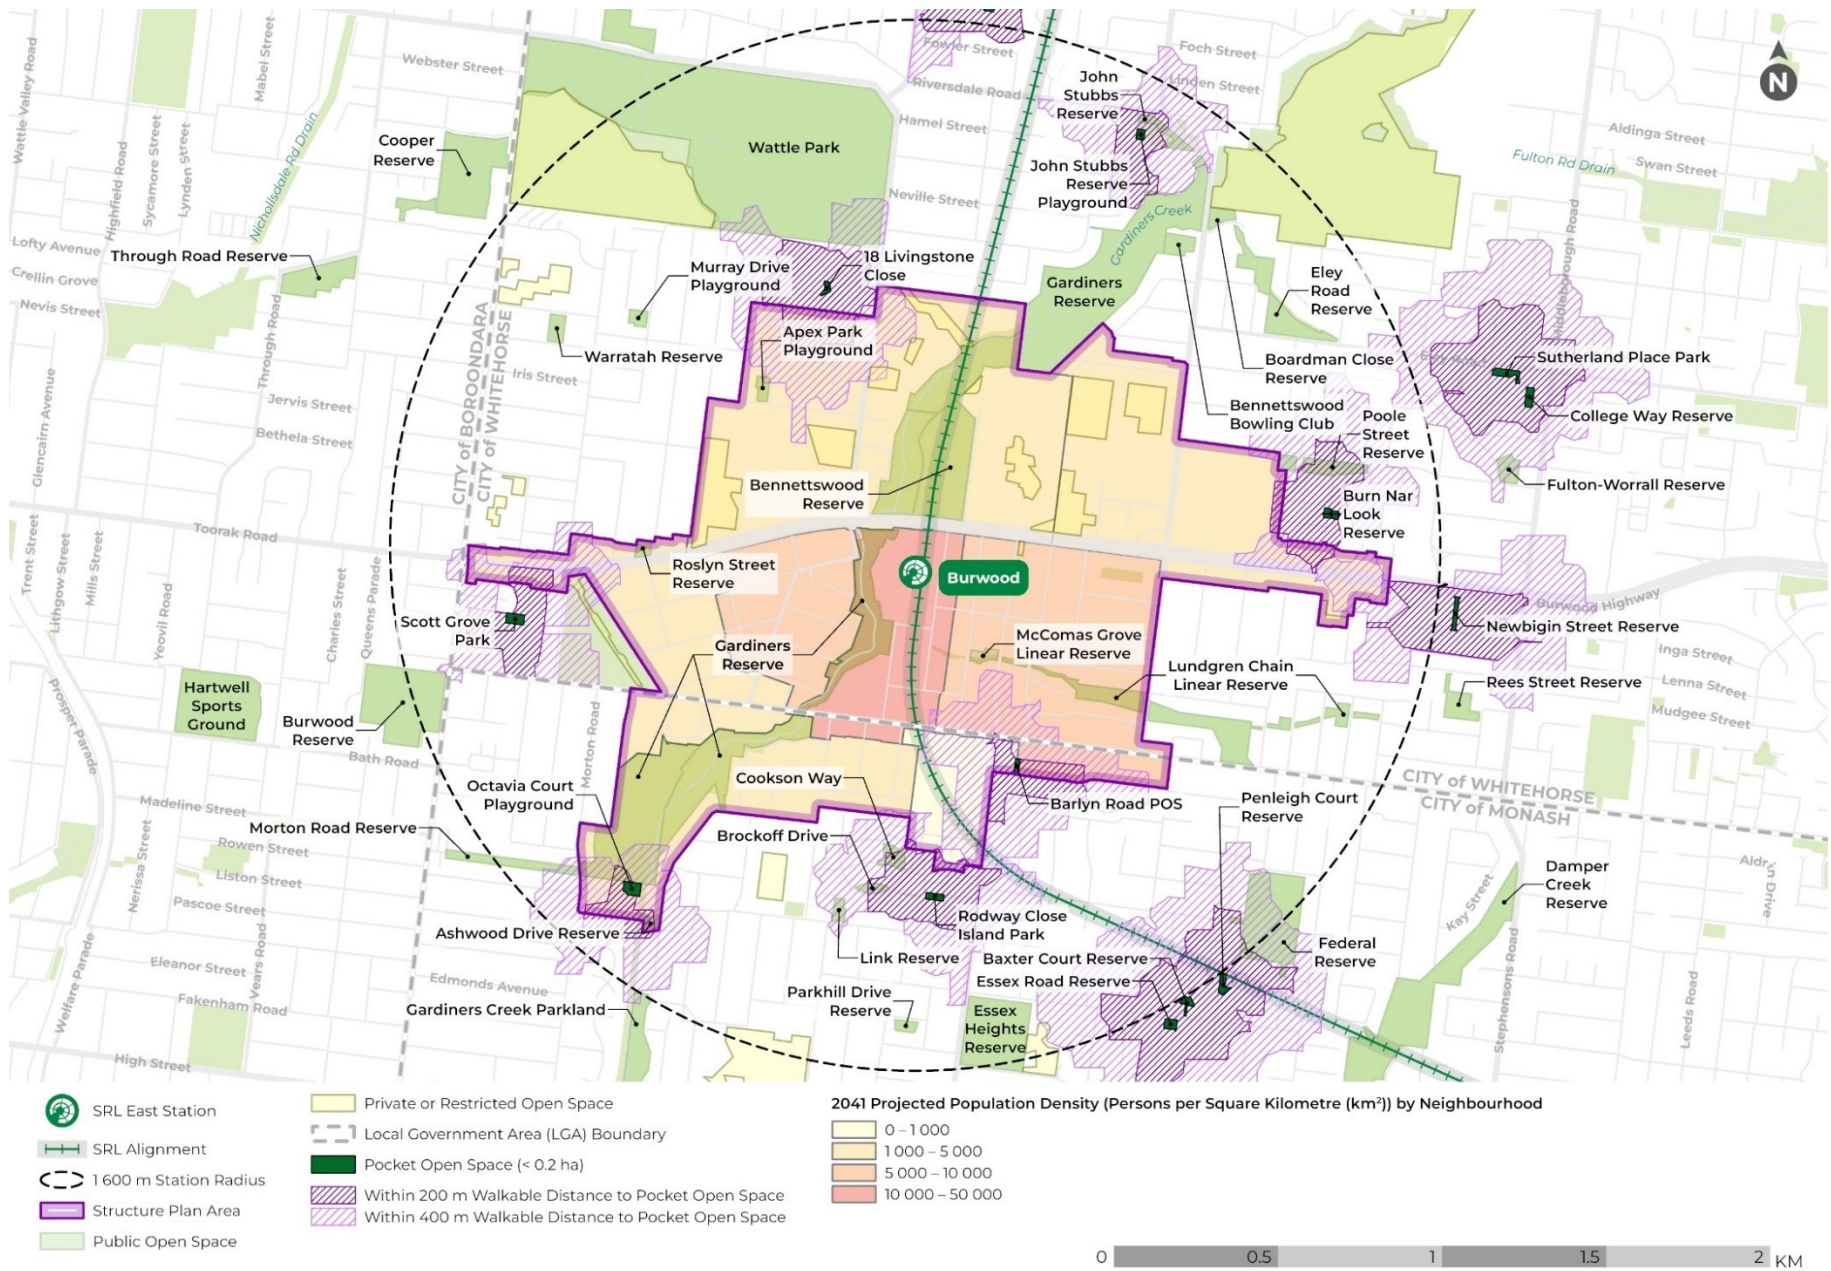 Fowler Street
Foch Street
Webster Street
John
Stubbs
Reserve
Linden Street
Riversdale Road
N
Wattle Valley Road
Mabel Street
Hamel Street
Aldinga Street
Cooper
Reserve
Wattle Park
Fulton Rd Drain
Swan Street
Highfield Road
Sycamore Street
Lynden Street
Nichollsdale Rd Drain
John Stubbs
Reserve
Playground
Neville Street
Gardiners Creek
Middleborough Road
Lofty Avenue
Through Road Reserve
Crellin Grove
Nevis Street
Murray Drive
Playground
18 Livingstone
Close
Gardiners
Reserve
Eley
Road
Reserve
Through Road
CITY of BOROONDARA
CITY of WHITEHORSE
Warratah Reserve
Apex Park
Playground
Boardman Close
Reserve
Sutherland Place Park
Iris Street
Glencairn Avenue
Jervis Street
Bennettswood
Bowling Club
Poole
Street
Reserve
College Way Reserve
Bethela Street
Bennettswood
Reserve
Burn Nar
Look
Reserve
Fulton-Worrall Reserve
Toorak Road
Trent Street
Lithgow Street
Mills Street
Yeovil Road
Charles Street
Queens Parade
Roslyn Street
Reserve
Burwood
Burwood Highway
Scott Grove
Park
Newbigin Street Reserve
Gardiners
Reserve
McComas Grove
Linear Reserve
Lundgren Chain
Linear Reserve
Inga Street
Rees Street Reserve
Lenna Street
Mudgee Street
Hartwell
Sports
Ground
Burwood
Reserve
Prosper Parade
Bath Road
Morton Road
Octavia Court
Playground
Cookson Way
Barlyn Road POS
Penleigh Court
Reserve
CITY of WHITEHORSE
CITY of MONASH
Madeline Street
Morton Road Reserve
Rowen Street
Brockoff Drive
Nerissa Street
Liston Street
Pascoe Street
Damper
Creek
Reserve
Kay Street
Ashwood Drive Reserve
Rodway Close
Island Park
Link Reserve
Baxter Court Reserve
Essex Road Reserve
Federal
Reserve
Welfare Parade
Eleanor Street
Vears Road
Edmonds Avenue
Fakenham Road
Gardiners Creek Parkland
Parkhill Drive
Reserve
Essex
Heights
Reserve
Stephensons Road
Leeds Road
High Street
SRL East Station
SRL Alignment
1 600 m Station Radius
Structure Plan Area
Public Open Space
Private or Restricted Open Space
Local Government Area (LGA) Boundary
Pocket Open Space (< 0.2 ha)
Within 200 m Walkable Distance to Pocket Open Space
Within 400 m Walkable Distance to Pocket Open Space
2041 Projected Population Density (Persons per Square Kilometre (km²)) by Neighbourhood
0 – 1 000
1 000 – 5 000
5 000 – 10 000
10 000 – 50 000
0 0.5 1 1.5 2 KM